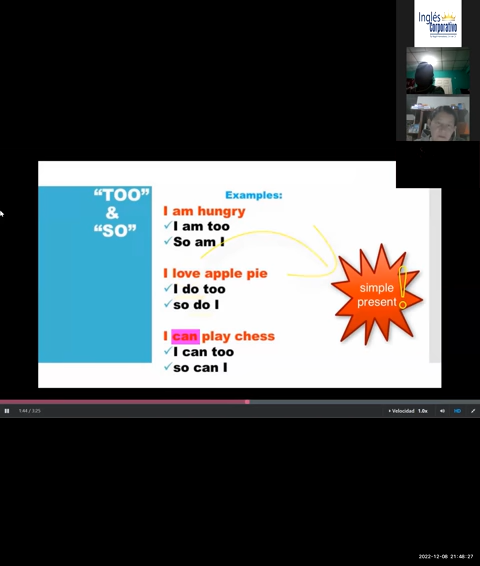 Inglés
Corporativo
“TOO”
&
“SO”
Examples:
I am hungry
✓I am too
✓So am I
I love apple pie
✓I do too
✓so do I
I can play chess
✓I can too
✓so can I
simple
present
!
1:44 / 3:25
Velocidad 1.0x
HD
2022-12-08 21:48:27